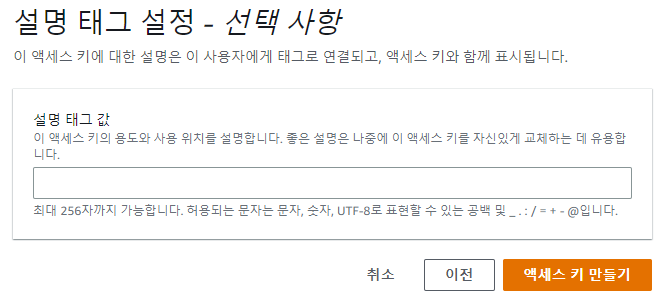 설명 태그 설정 - 선택 사항
이 액세스 키에 대한 설명은 이 사용자에게 태그로 연결되고, 액세스 키와 함께 표시됩니다.
설명 태그 값
이 액세스 키의 용도와 사용 위치를 설명합니다. 좋은 설명은 나중에 이 액세스 키를 자신있게 교체하는 데 유용합
니다.
최대 256자까지 가능합니다. 허용되는 문자는 문자, 숫자, UTF-8로 표현할 수 있는 공백 및 _ . : / = + - @입니다.
취소 이전 액세스 키 만들기